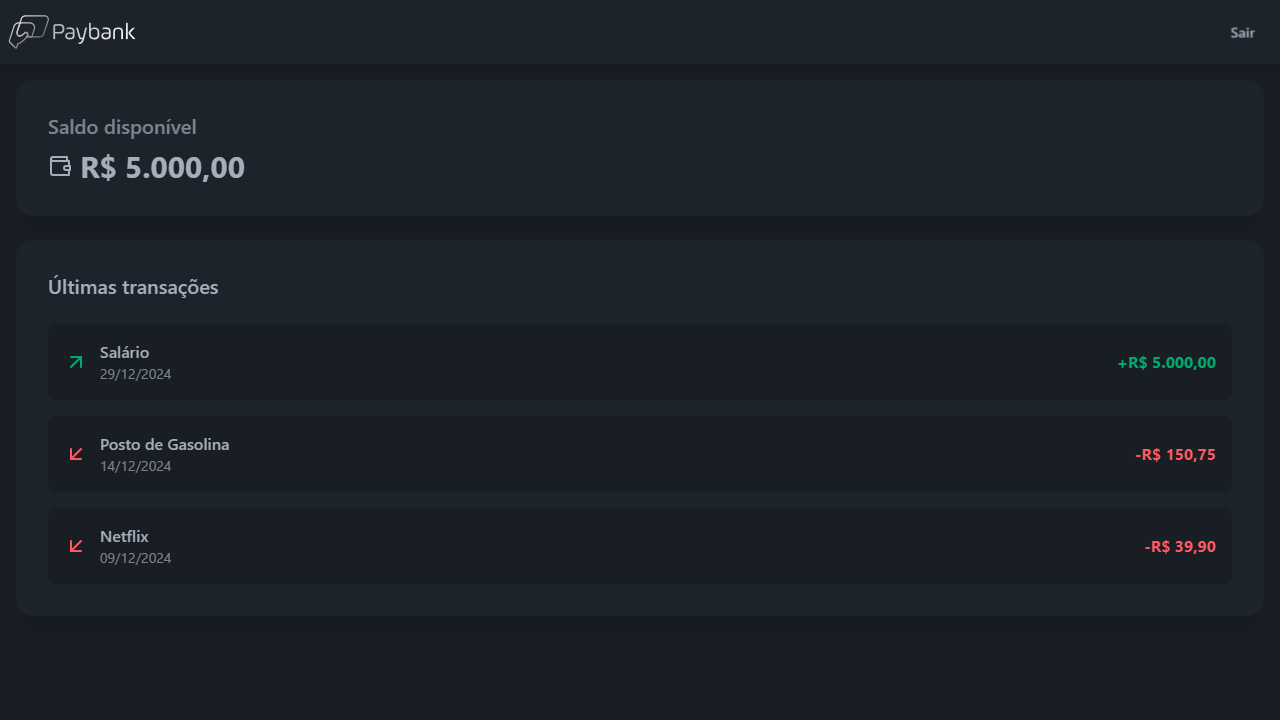 Paybank
Sair
Saldo disponível
R$ 5.000,00
Últimas transações
Salário
29/12/2024
+R$ 5.000,00
Posto de Gasolina
14/12/2024
-R$ 150,75
Netflix
09/12/2024
-R$ 39,90